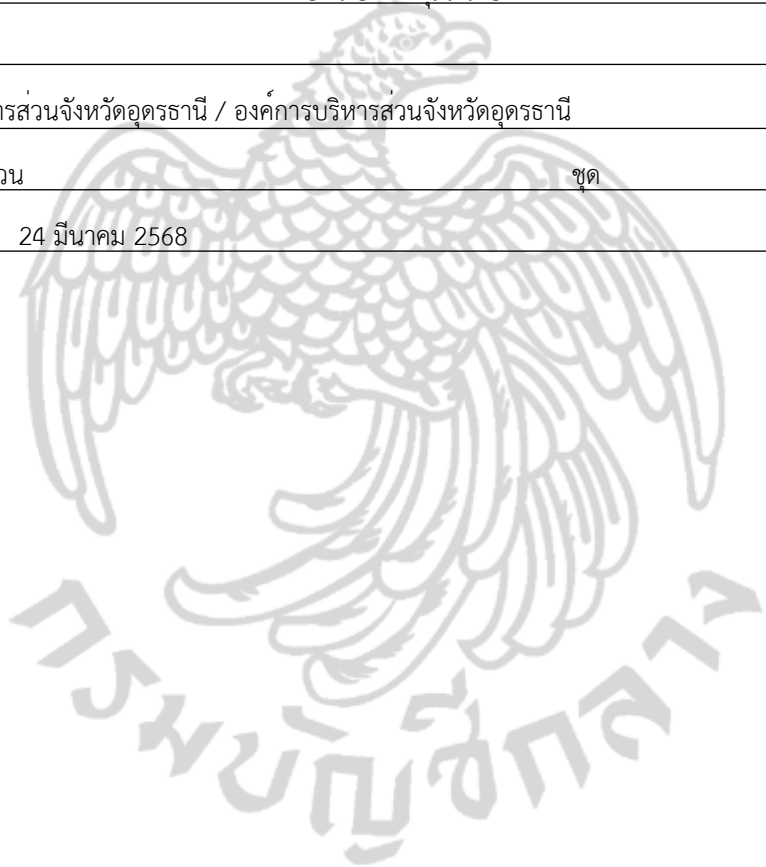 ารส่วนจังหวัดอุดรธานี / องค์การบริหารส่วนจังหวัดอุดรธานี
วน ชุด
24 มีนาคม 2568
กรมบัญชีกลาง